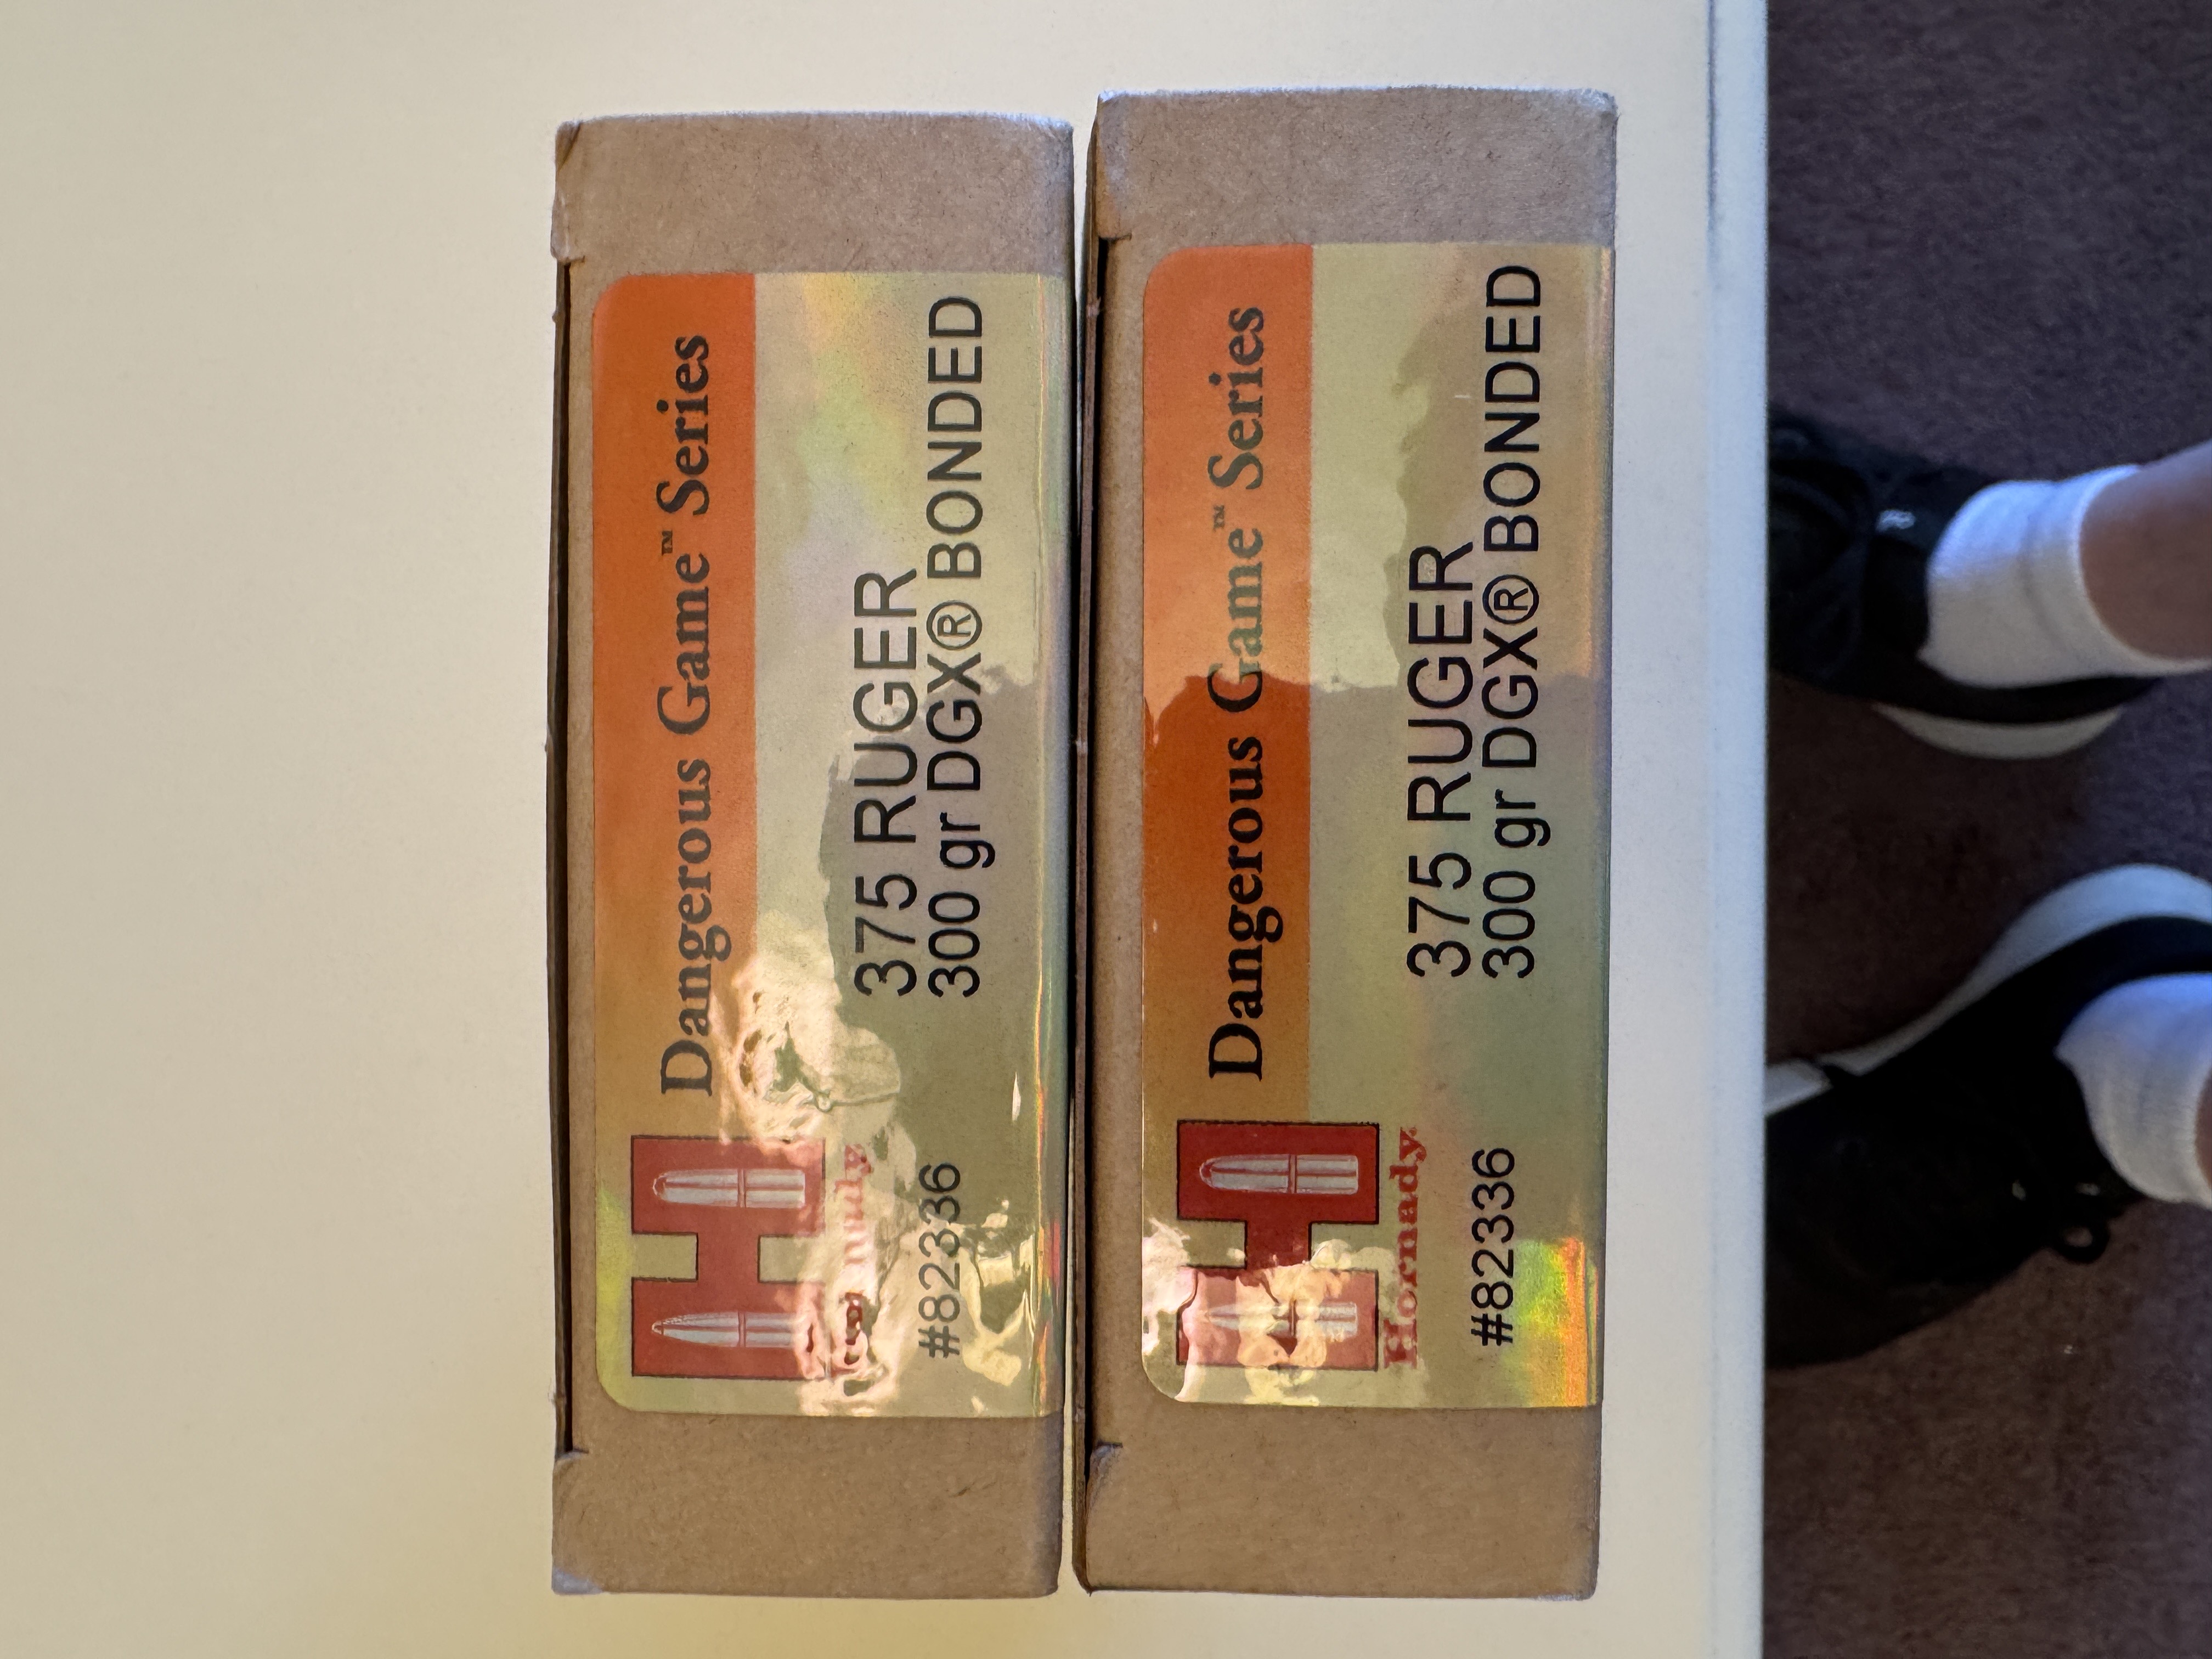 Dangerous Game™ Series
375 RUGER
300 gr DGX® BONDED
#82336
Dangerous Game™ Series
Hornady
375 RUGER
300 gr DGX® BONDED
#82336